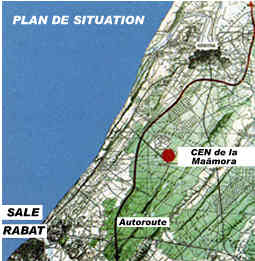 PLAN DE SITUATION
CEN de la
Maâmora
SALE
RABAT
Autoroute